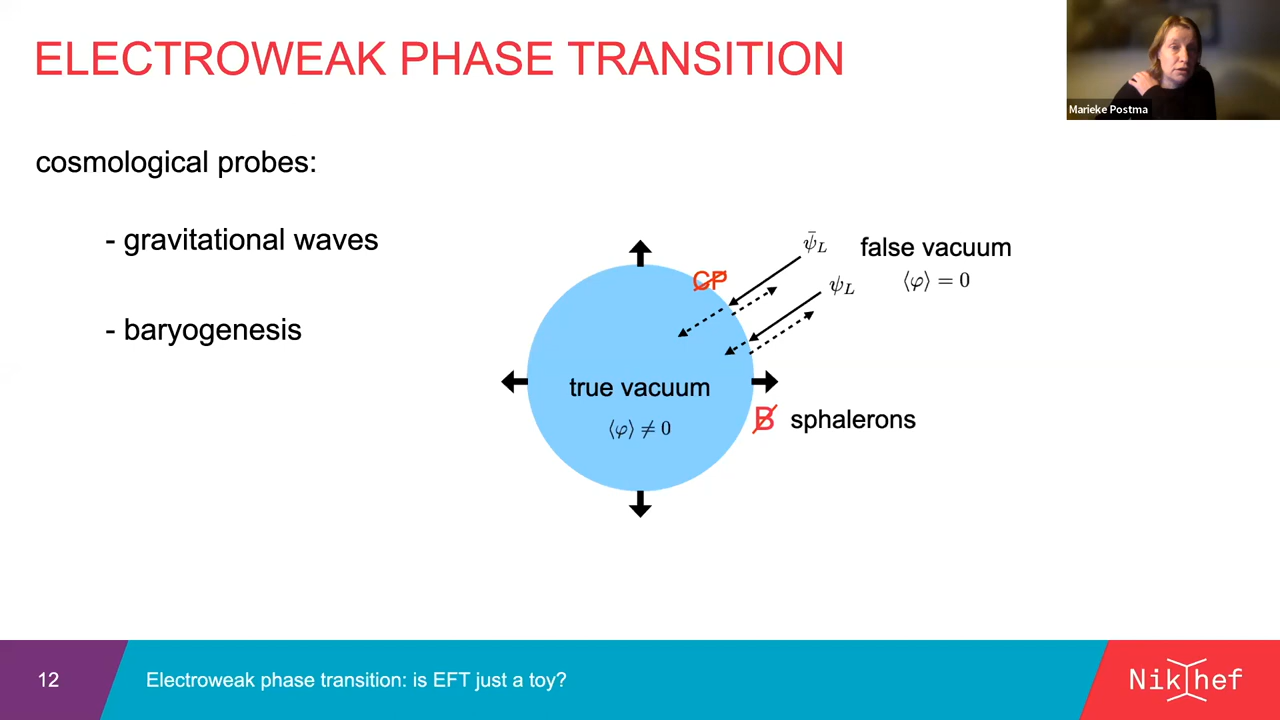 ELECTROWEAK PHASE TRANSITION
Marieke Postma
cosmological probes:
- gravitational waves
- baryogenesis
CP
ψ̄_L
ψ_L
false vacuum
⟨φ⟩ = 0
true vacuum
⟨φ⟩ ≠ 0
B sphalerons
12
Electroweak phase transition: is EFT just a toy?
Nikhef